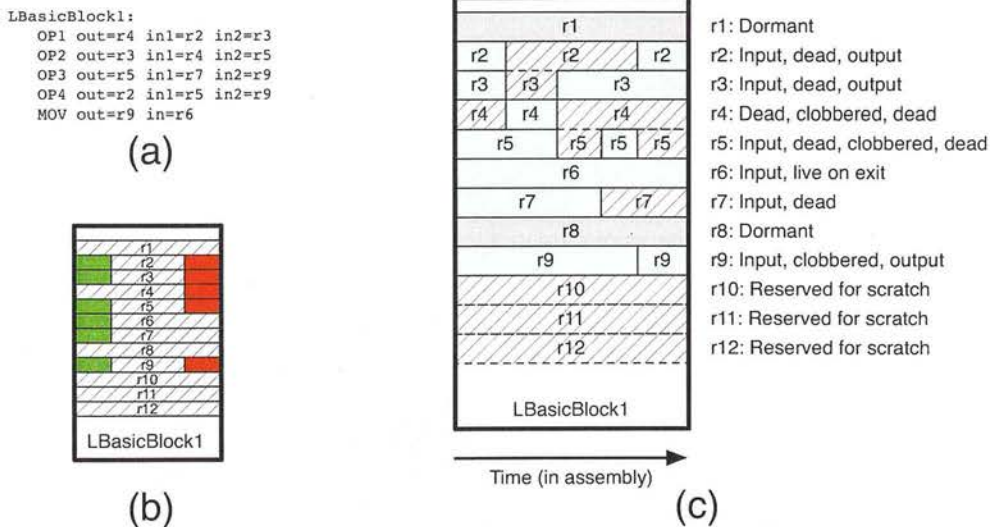 LBasicBlock1:
OP1 out=r4 in1=r2 in2=r3
OP2 out=r3 in1=r4 in2=r5
OP3 out=r5 in1=r7 in2=r9
OP4 out=r2 in1=r5 in2=r9
MOV out=r9 in=r6
(a)
r1
r2
r3
r4
r5
r6
r7
r8
r9
r10
r11
r12
LBasicBlock1
(b)
r1
r2 r2 r2
r3 r3 r3
r4 r4 r4
r5 r5 r5 r5
r6
r7 r7
r8
r9 r9
r10
r11
r12
LBasicBlock1
Time (in assembly)
(c)
r1: Dormant
r2: Input, dead, output
r3: Input, dead, output
r4: Dead, clobbered, dead
r5: Input, dead, clobbered, dead
r6: Input, live on exit
r7: Input, dead
r8: Dormant
r9: Input, clobbered, output
r10: Reserved for scratch
r11: Reserved for scratch
r12: Reserved for scratch